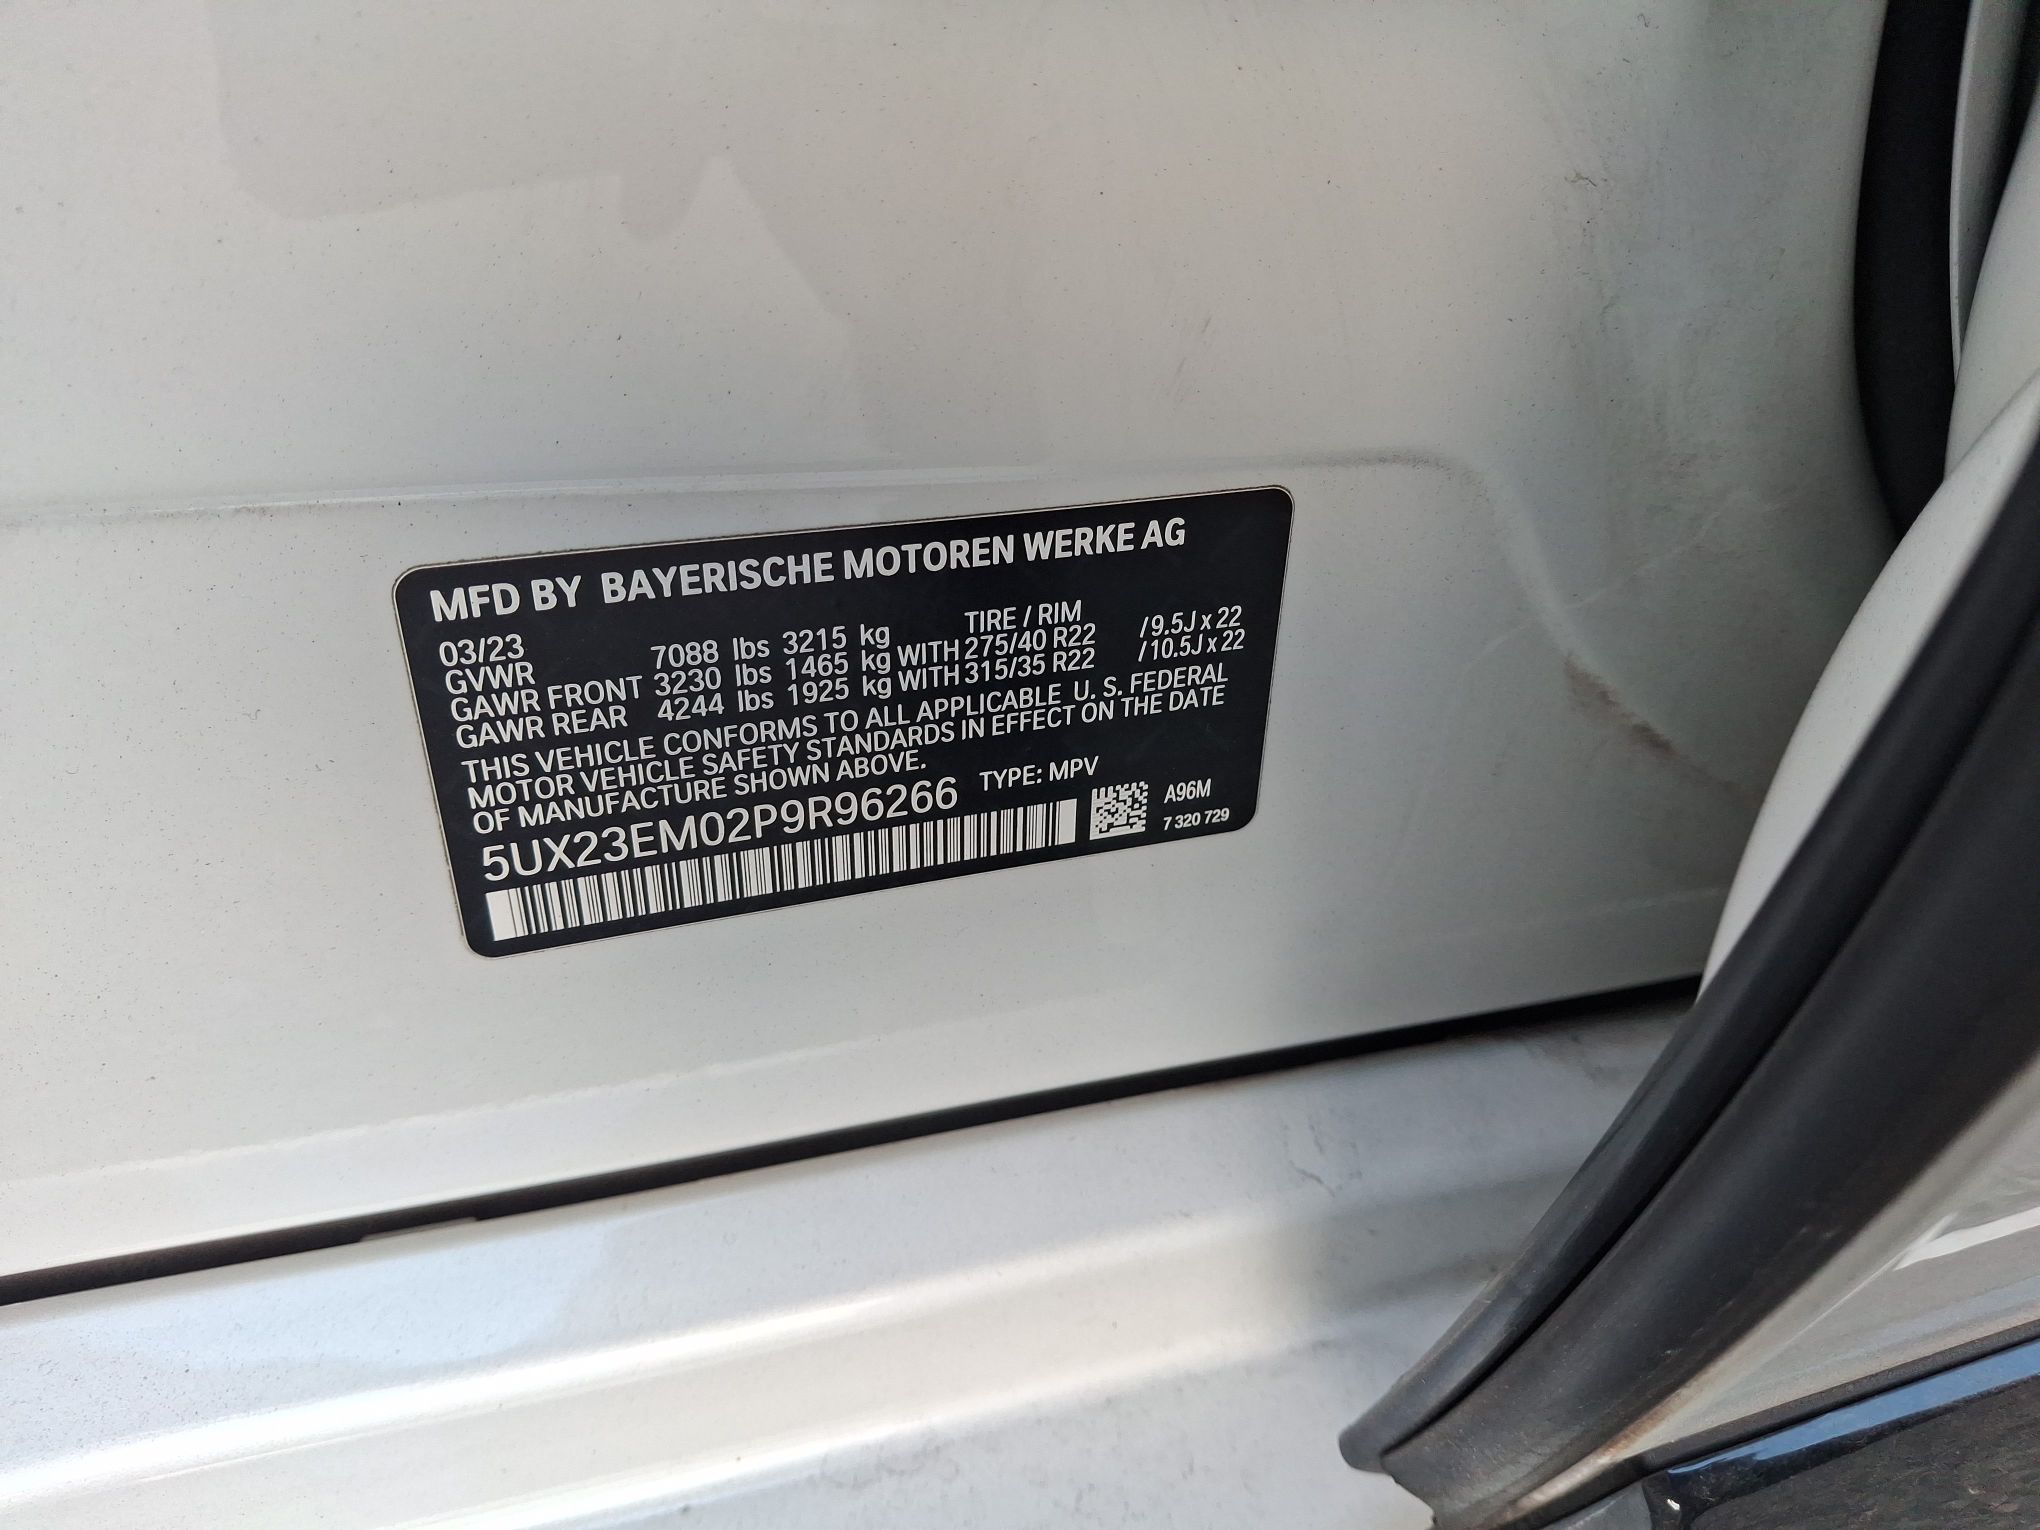 MFD BY BAYERISCHE MOTOREN WERKE AG
03/23 TIRE / RIM
GVWR 7088 lbs 3215 kg
GAWR FRONT 3230 lbs 1465 kg WITH 275/40 R22 /9.5J x 22
GAWR REAR 4244 lbs 1925 kg WITH 315/35 R22 /10.5J x 22
THIS VEHICLE CONFORMS TO ALL APPLICABLE U. S. FEDERAL
MOTOR VEHICLE SAFETY STANDARDS IN EFFECT ON THE DATE
OF MANUFACTURE SHOWN ABOVE.
5UX23EM02P9R96266 TYPE: MPV
A96M
7 320 729